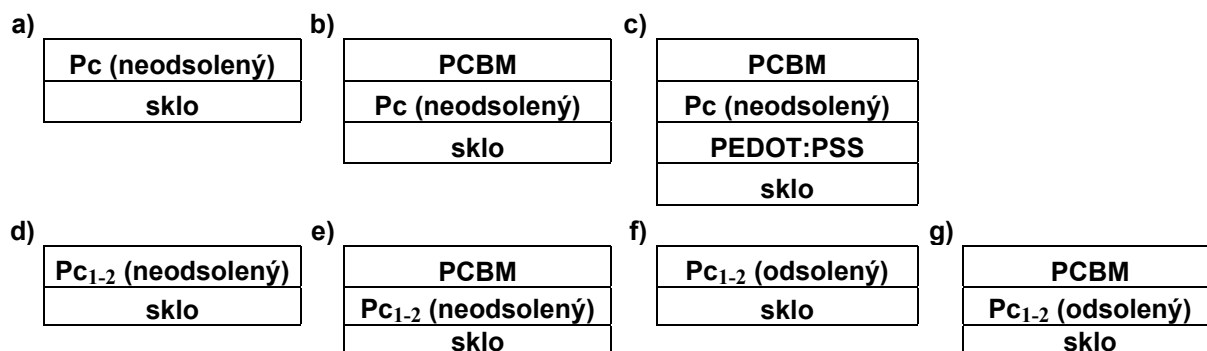 a)
Pc (neodsolený)
sklo
b)
PCBM
Pc (neodsolený)
sklo
c)
PCBM
Pc (neodsolený)
PEDOT:PSS
sklo
d)
Pc1-2 (neodsolený)
sklo
e)
PCBM
Pc1-2 (neodsolený)
sklo
f)
Pc1-2 (odsolený)
sklo
g)
PCBM
Pc1-2 (odsolený)
sklo